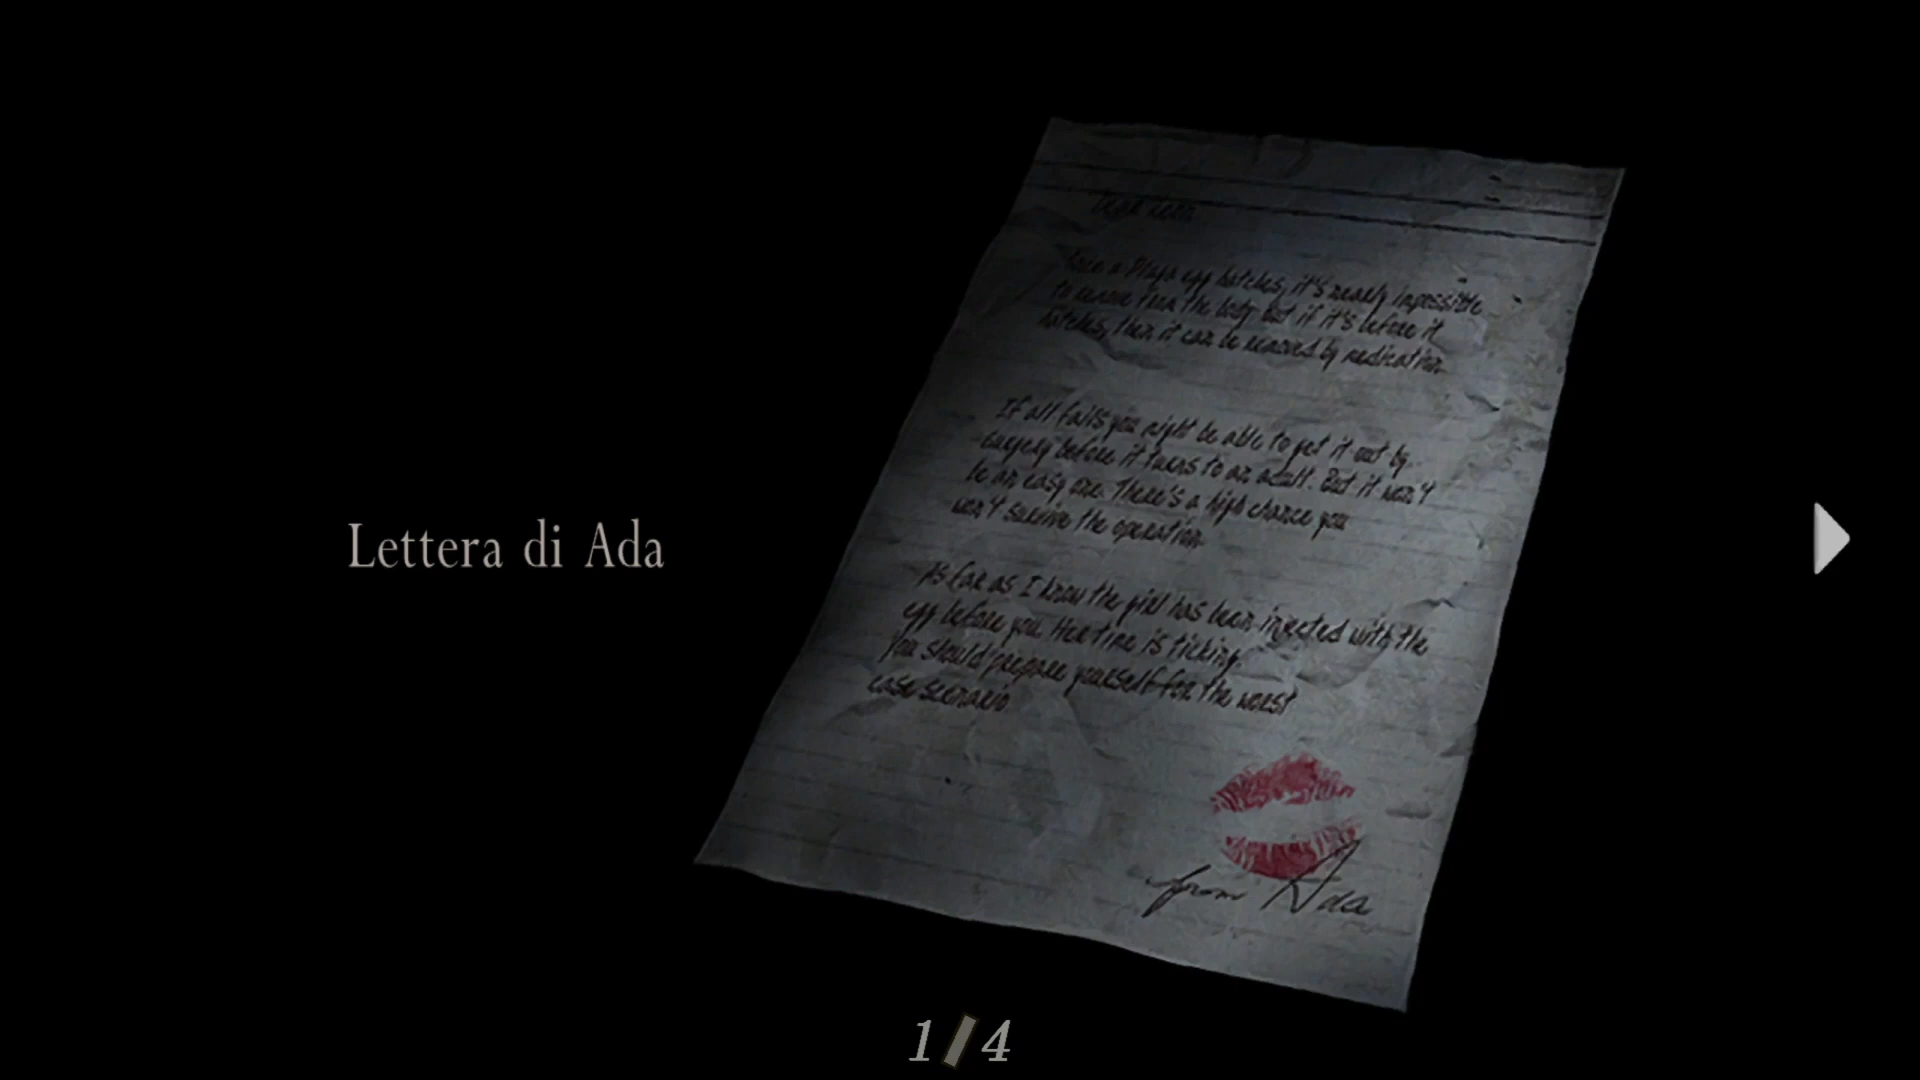 Lettera di Ada
Dear Leon,
Once a Plaga egg hatches, it's nearly impossible
to remove from the body. But if it's before it
hatches, then it can be removed by medication.
If all fails you might be able to get it out by
surgery before it turns to an adult. But it won't
be an easy one. There's a high chance you
won't survive the operation.
As far as I know the girl has been injected with the
egg before you. Her time is ticking.
You should prepare yourself for the worst
case scenario
from Ada
1/4